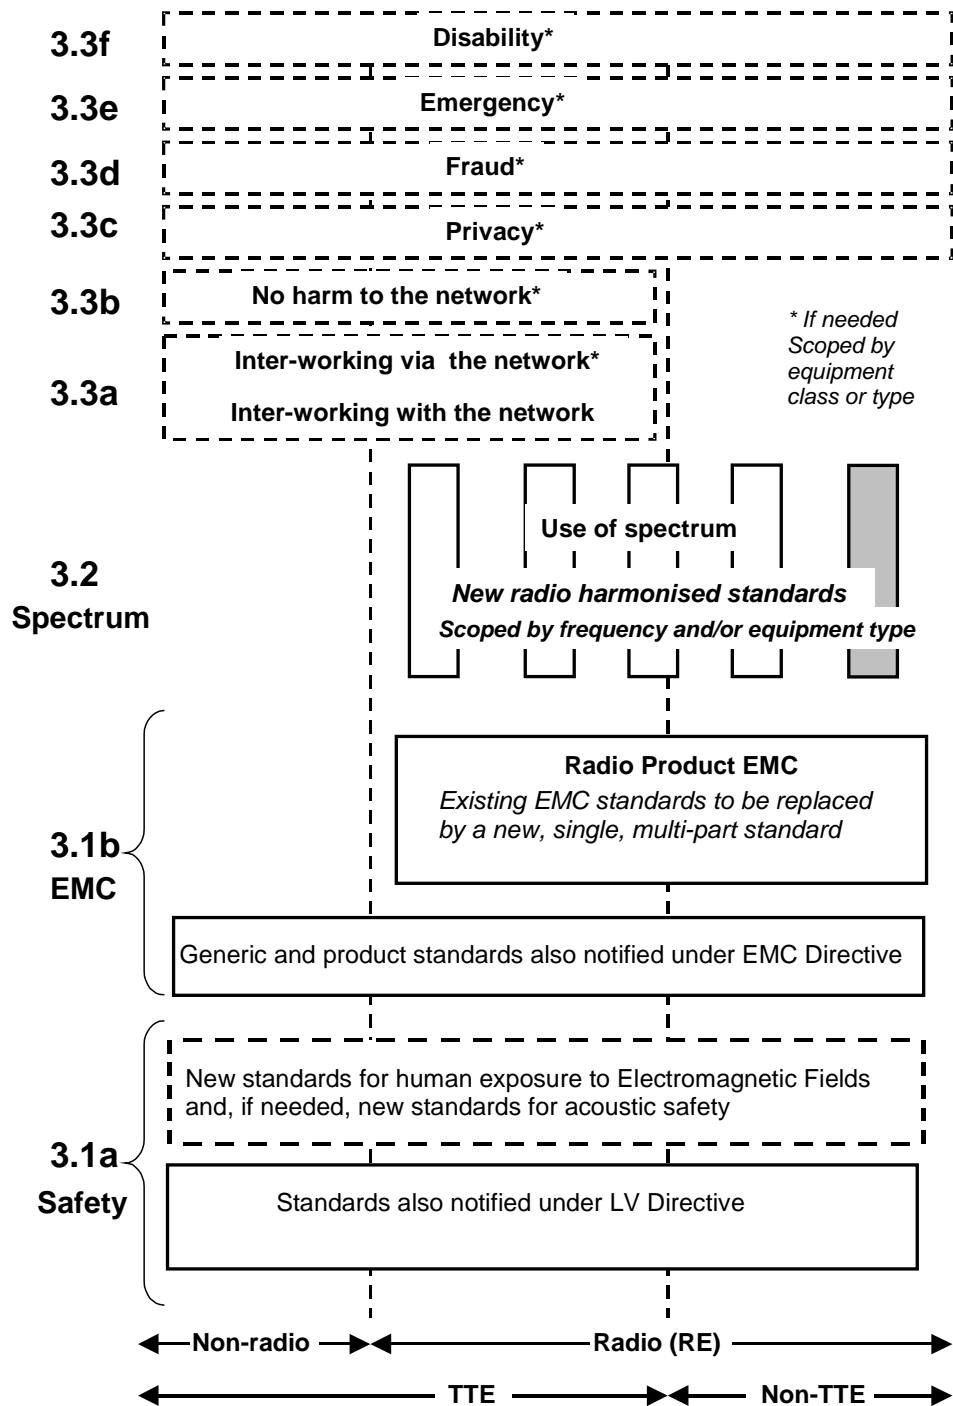 3.3f
Disability*
3.3e
Emergency*
3.3d
Fraud*
3.3c
Privacy*
3.3b
No harm to the network*
* If needed
Scoped by
equipment
class or type
3.3a
Inter-working via the network*
Inter-working with the network
3.2
Spectrum
Use of spectrum
New radio harmonised standards
Scoped by frequency and/or equipment type
3.1b
EMC
Radio Product EMC
Existing EMC standards to be replaced
by a new, single, multi-part standard
Generic and product standards also notified under EMC Directive
3.1a
Safety
New standards for human exposure to Electromagnetic Fields
and, if needed, new standards for acoustic safety
Standards also notified under LV Directive
Non-radio
Radio (RE)
TTE
Non-TTE